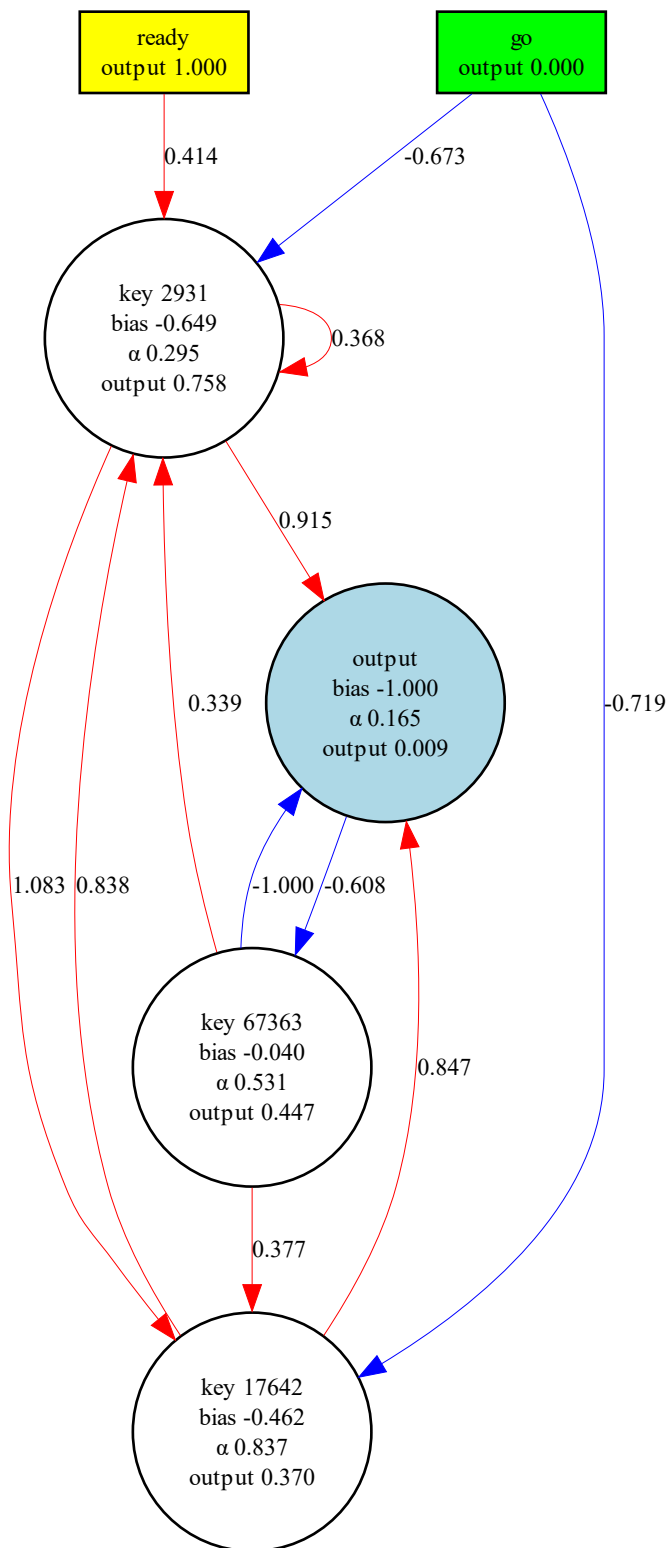 ready
output 1.000
go
output 0.000
0.414
-0.673
key 2931
bias -0.649
α 0.295
output 0.758
0.368
0.915
output
bias -1.000
α 0.165
output 0.009
0.339
-0.719
1.083
0.838
-1.000
-0.608
key 67363
bias -0.040
α 0.531
output 0.447
0.847
0.377
key 17642
bias -0.462
α 0.837
output 0.370